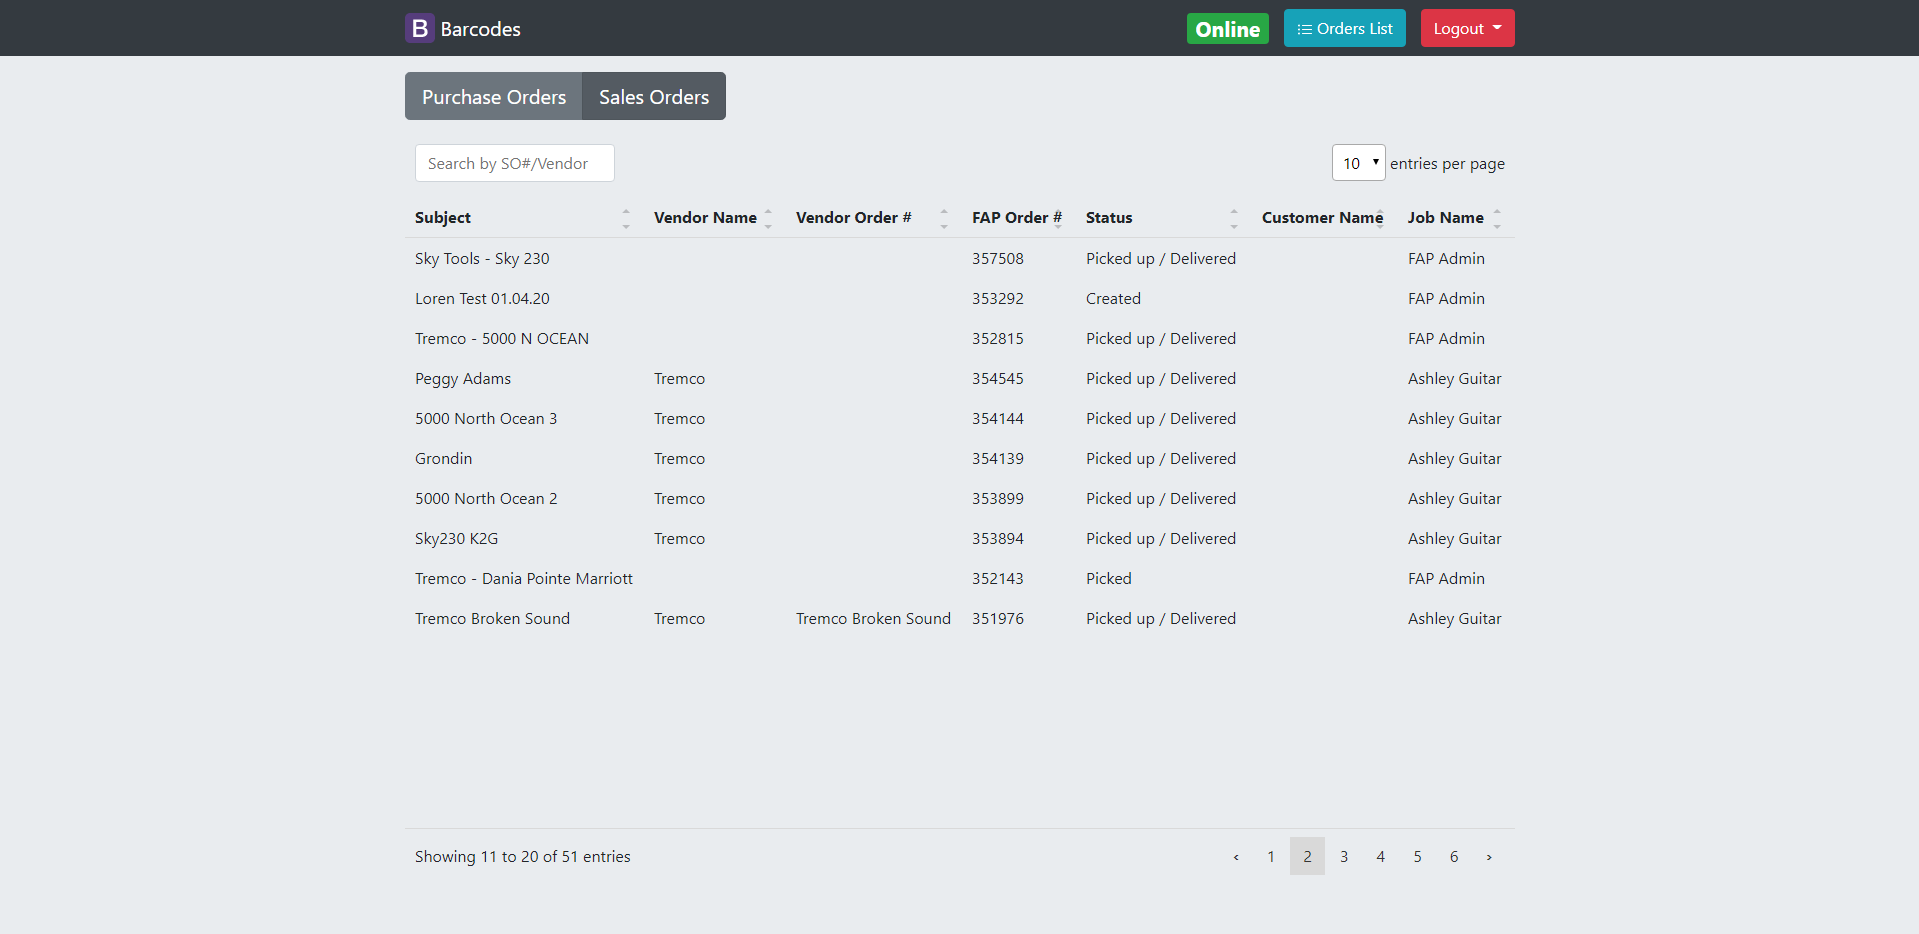 B Barcodes Online Orders List Logout
Purchase Orders Sales Orders
Search by SO#/Vendor 10 entries per page
Subject Vendor Name Vendor Order # FAP Order # Status Customer Name Job Name
Sky Tools - Sky 230 357508 Picked up / Delivered FAP Admin
Loren Test 01.04.20 353292 Created FAP Admin
Tremco - 5000 N OCEAN 352815 Picked up / Delivered FAP Admin
Peggy Adams Tremco 354545 Picked up / Delivered Ashley Guitar
5000 North Ocean 3 Tremco 354144 Picked up / Delivered Ashley Guitar
Grondin Tremco 354139 Picked up / Delivered Ashley Guitar
5000 North Ocean 2 Tremco 353899 Picked up / Delivered Ashley Guitar
Sky230 K2G Tremco 353894 Picked up / Delivered Ashley Guitar
Tremco - Dania Pointe Marriott 352143 Picked FAP Admin
Tremco Broken Sound Tremco Tremco Broken Sound 351976 Picked up / Delivered Ashley Guitar
Showing 11 to 20 of 51 entries ‹ 1 2 3 4 5 6 ›